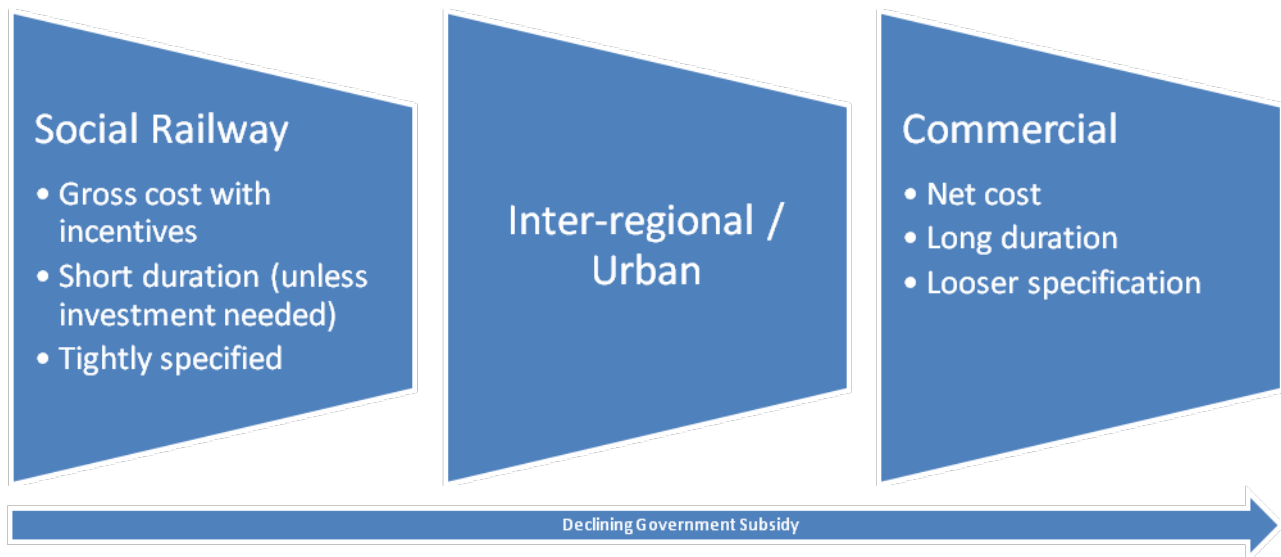 Social Railway
• Gross cost with
incentives
• Short duration (unless
investment needed)
• Tightly specified
Inter-regional /
Urban
Commercial
• Net cost
• Long duration
• Looser specification
Declining Government Subsidy